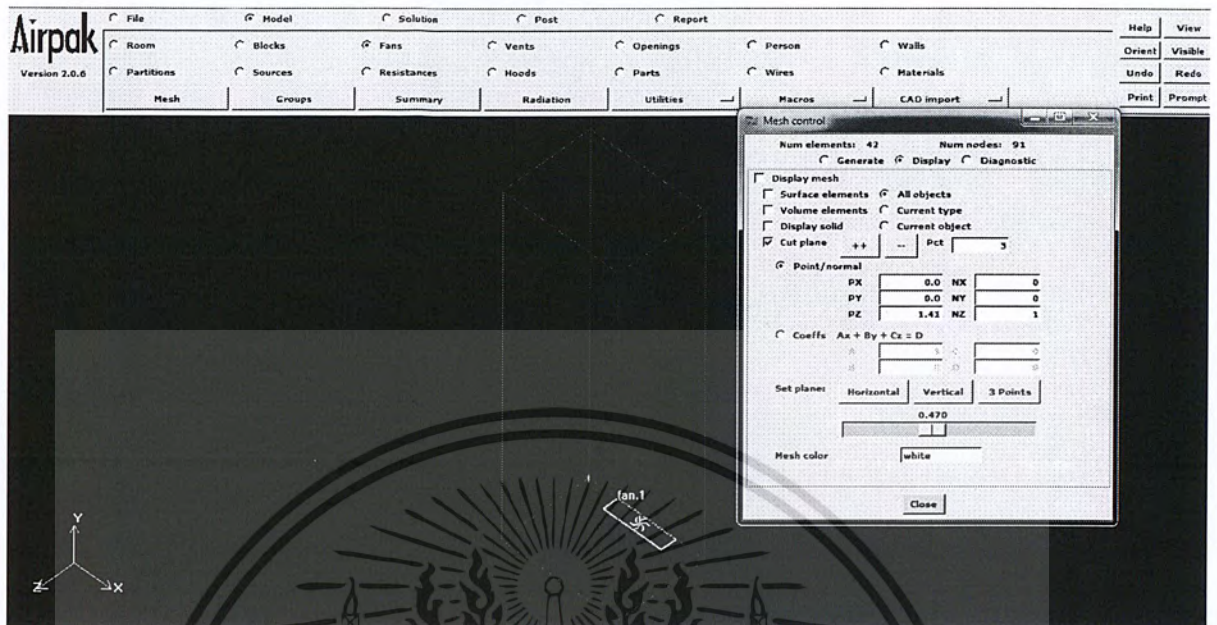 Airpak
Version 2.0.6
File Model Solution Post Report
Room Blocks Fans Vents Openings Person Walls
Partitions Sources Resistances Hoods Parts Wires Materials
Mesh Groups Summary Radiation Utilities Macros CAD import
Help View
Orient Visible
Undo Redo
Print Prompt
Mesh control
Num elements: 42 Num nodes: 91
Generate Display Diagnostic
Display mesh
Surface elements All objects
Volume elements Current type
Display solid Current object
Cut plane ++ -- Pct 3
Point/normal
PX 0.0 NX 0
PY 0.0 NY 0
PZ 1.41 NZ 1
Coeffs Ax + By + Cz = D
Set plane: Horizontal Vertical 3 Points
0.470
Mesh color white
Close
fan.1
Y
Z X